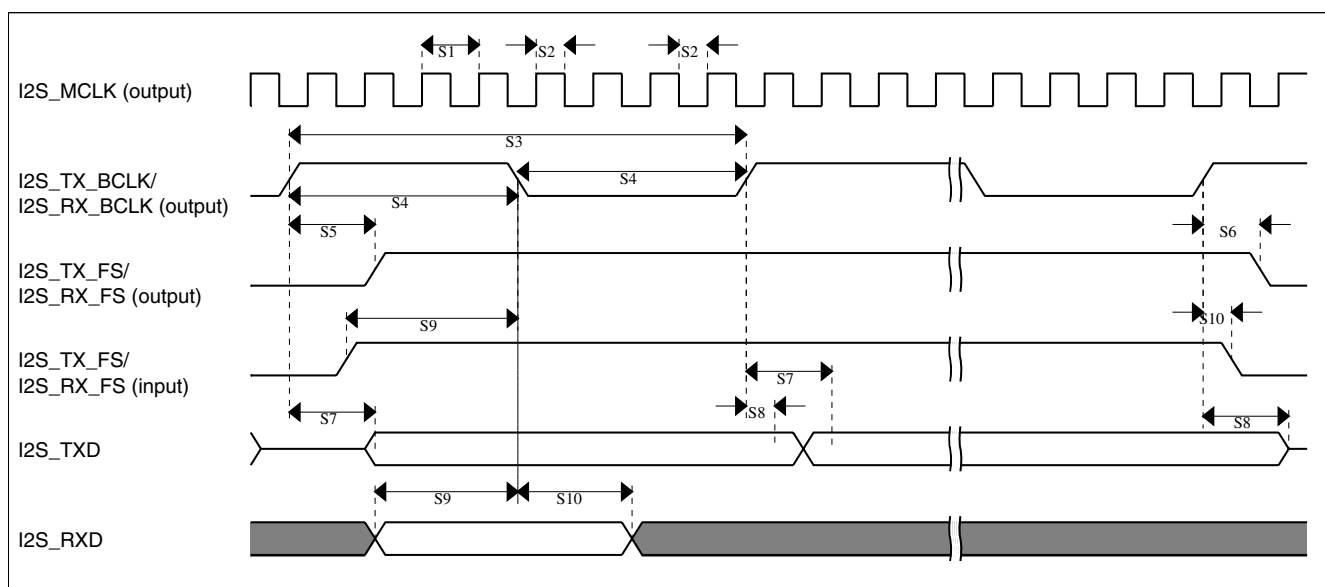 S1
S2
S2
I2S_MCLK (output)
S3
I2S_TX_BCLK/
I2S_RX_BCLK (output)
S4
S4
S5
S6
I2S_TX_FS/
I2S_RX_FS (output)
S9
S10
I2S_TX_FS/
I2S_RX_FS (input)
S7
S7
S8
S8
I2S_TXD
S9
S10
I2S_RXD